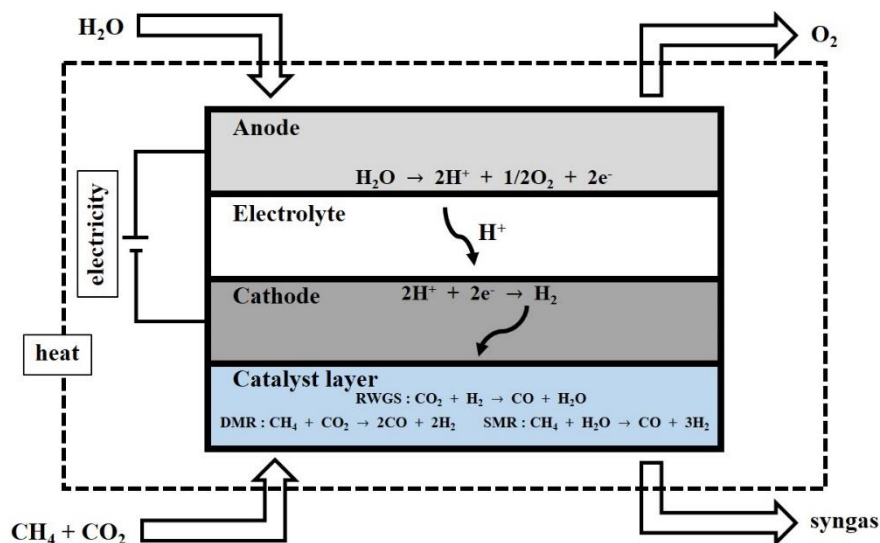 H₂O
O₂
Anode
H₂O → 2H⁺ + 1/2O₂ + 2e⁻
Electrolyte
H⁺
electricity
Cathode
2H⁺ + 2e⁻ → H₂
heat
Catalyst layer
RWGS : CO₂ + H₂ → CO + H₂O
DMR : CH₄ + CO₂ → 2CO + 2H₂ SMR : CH₄ + H₂O → CO + 3H₂
CH₄ + CO₂
syngas